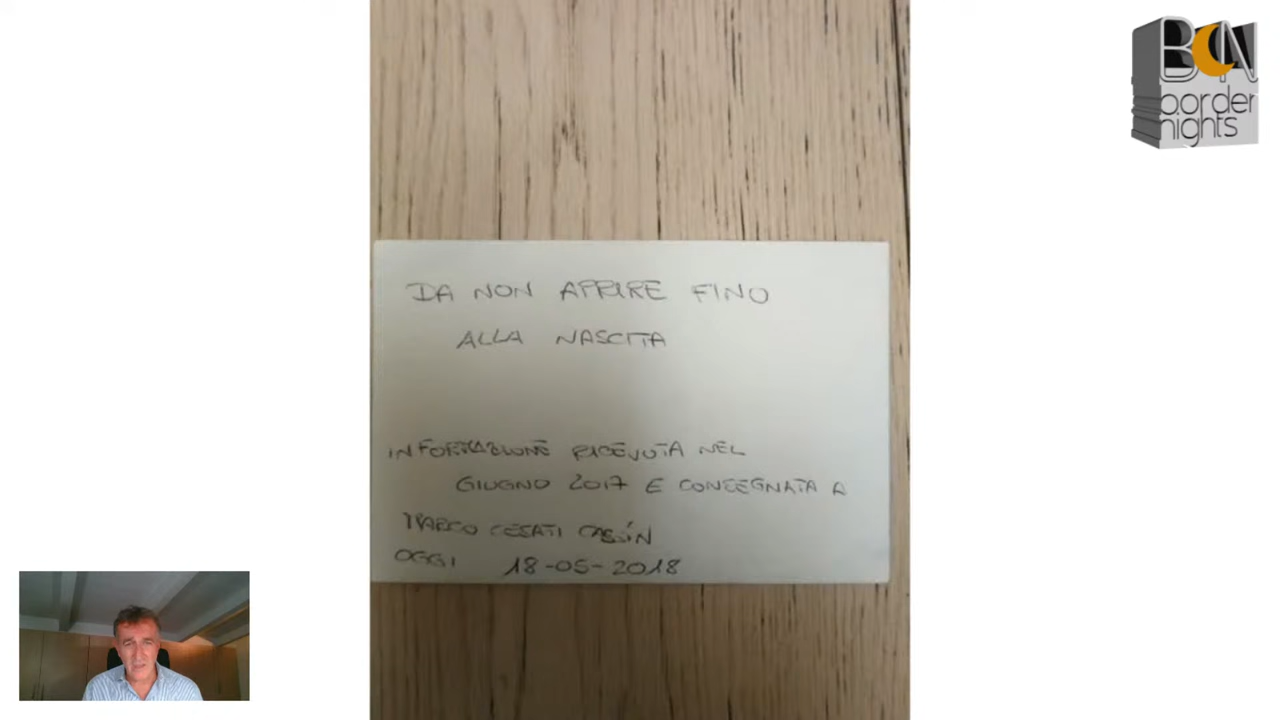 BCN
border
nights
DA NON APRIRE FINO
ALLA NASCITA
INFORMAZIONE RICEVUTA NEL
GIUGNO 2017 E CONSEGNATA A
MARCO CESATI CASSIN
OGGI 18-05-2018